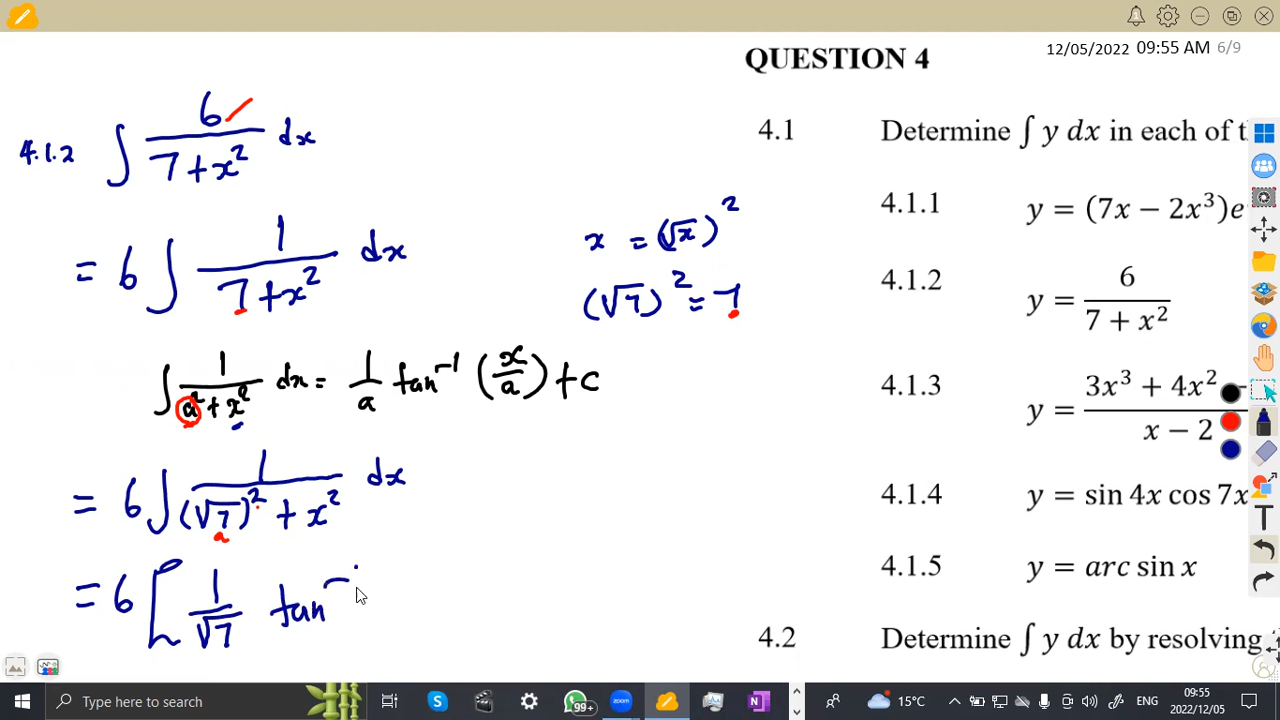 12/05/2022 09:55 AM 6/9
QUESTION 4
4.1 Determine ∫ y dx in each of t
4.1.1 y = (7x − 2x³)e
4.1.2 y = 6/(7 + x²)
4.1.3 y = (3x³ + 4x² −)/(x − 2)
4.1.4 y = sin 4x cos 7x
4.1.5 y = arc sin x
4.2 Determine ∫ y dx by resolving
4.1.2 ∫ 6/(7+x²) dx
= 6 ∫ 1/(7+x²) dx
x = (√x)²
(√7)² = 7
∫ 1/(a²+x²) dx = 1/a tan⁻¹ (x/a) + c
= 6 ∫ 1/((√7)² + x²) dx
a
= 6 [ 1/√7 tan⁻
Type here to search
99+
zoom
N
15°C
ENG
09:55
2022/12/05
T